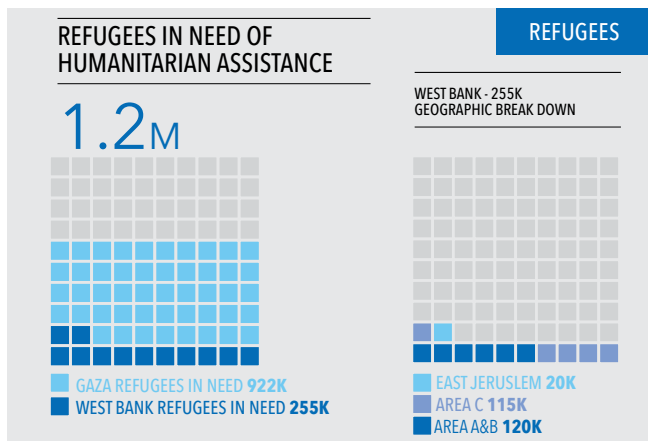 REFUGEES IN NEED OF
HUMANITARIAN ASSISTANCE
1.2M
GAZA REFUGEES IN NEED 922K
WEST BANK REFUGEES IN NEED 255K
REFUGEES
WEST BANK - 255K
GEOGRAPHIC BREAK DOWN
EAST JERUSLEM 20K
AREA C 115K
AREA A&B 120K